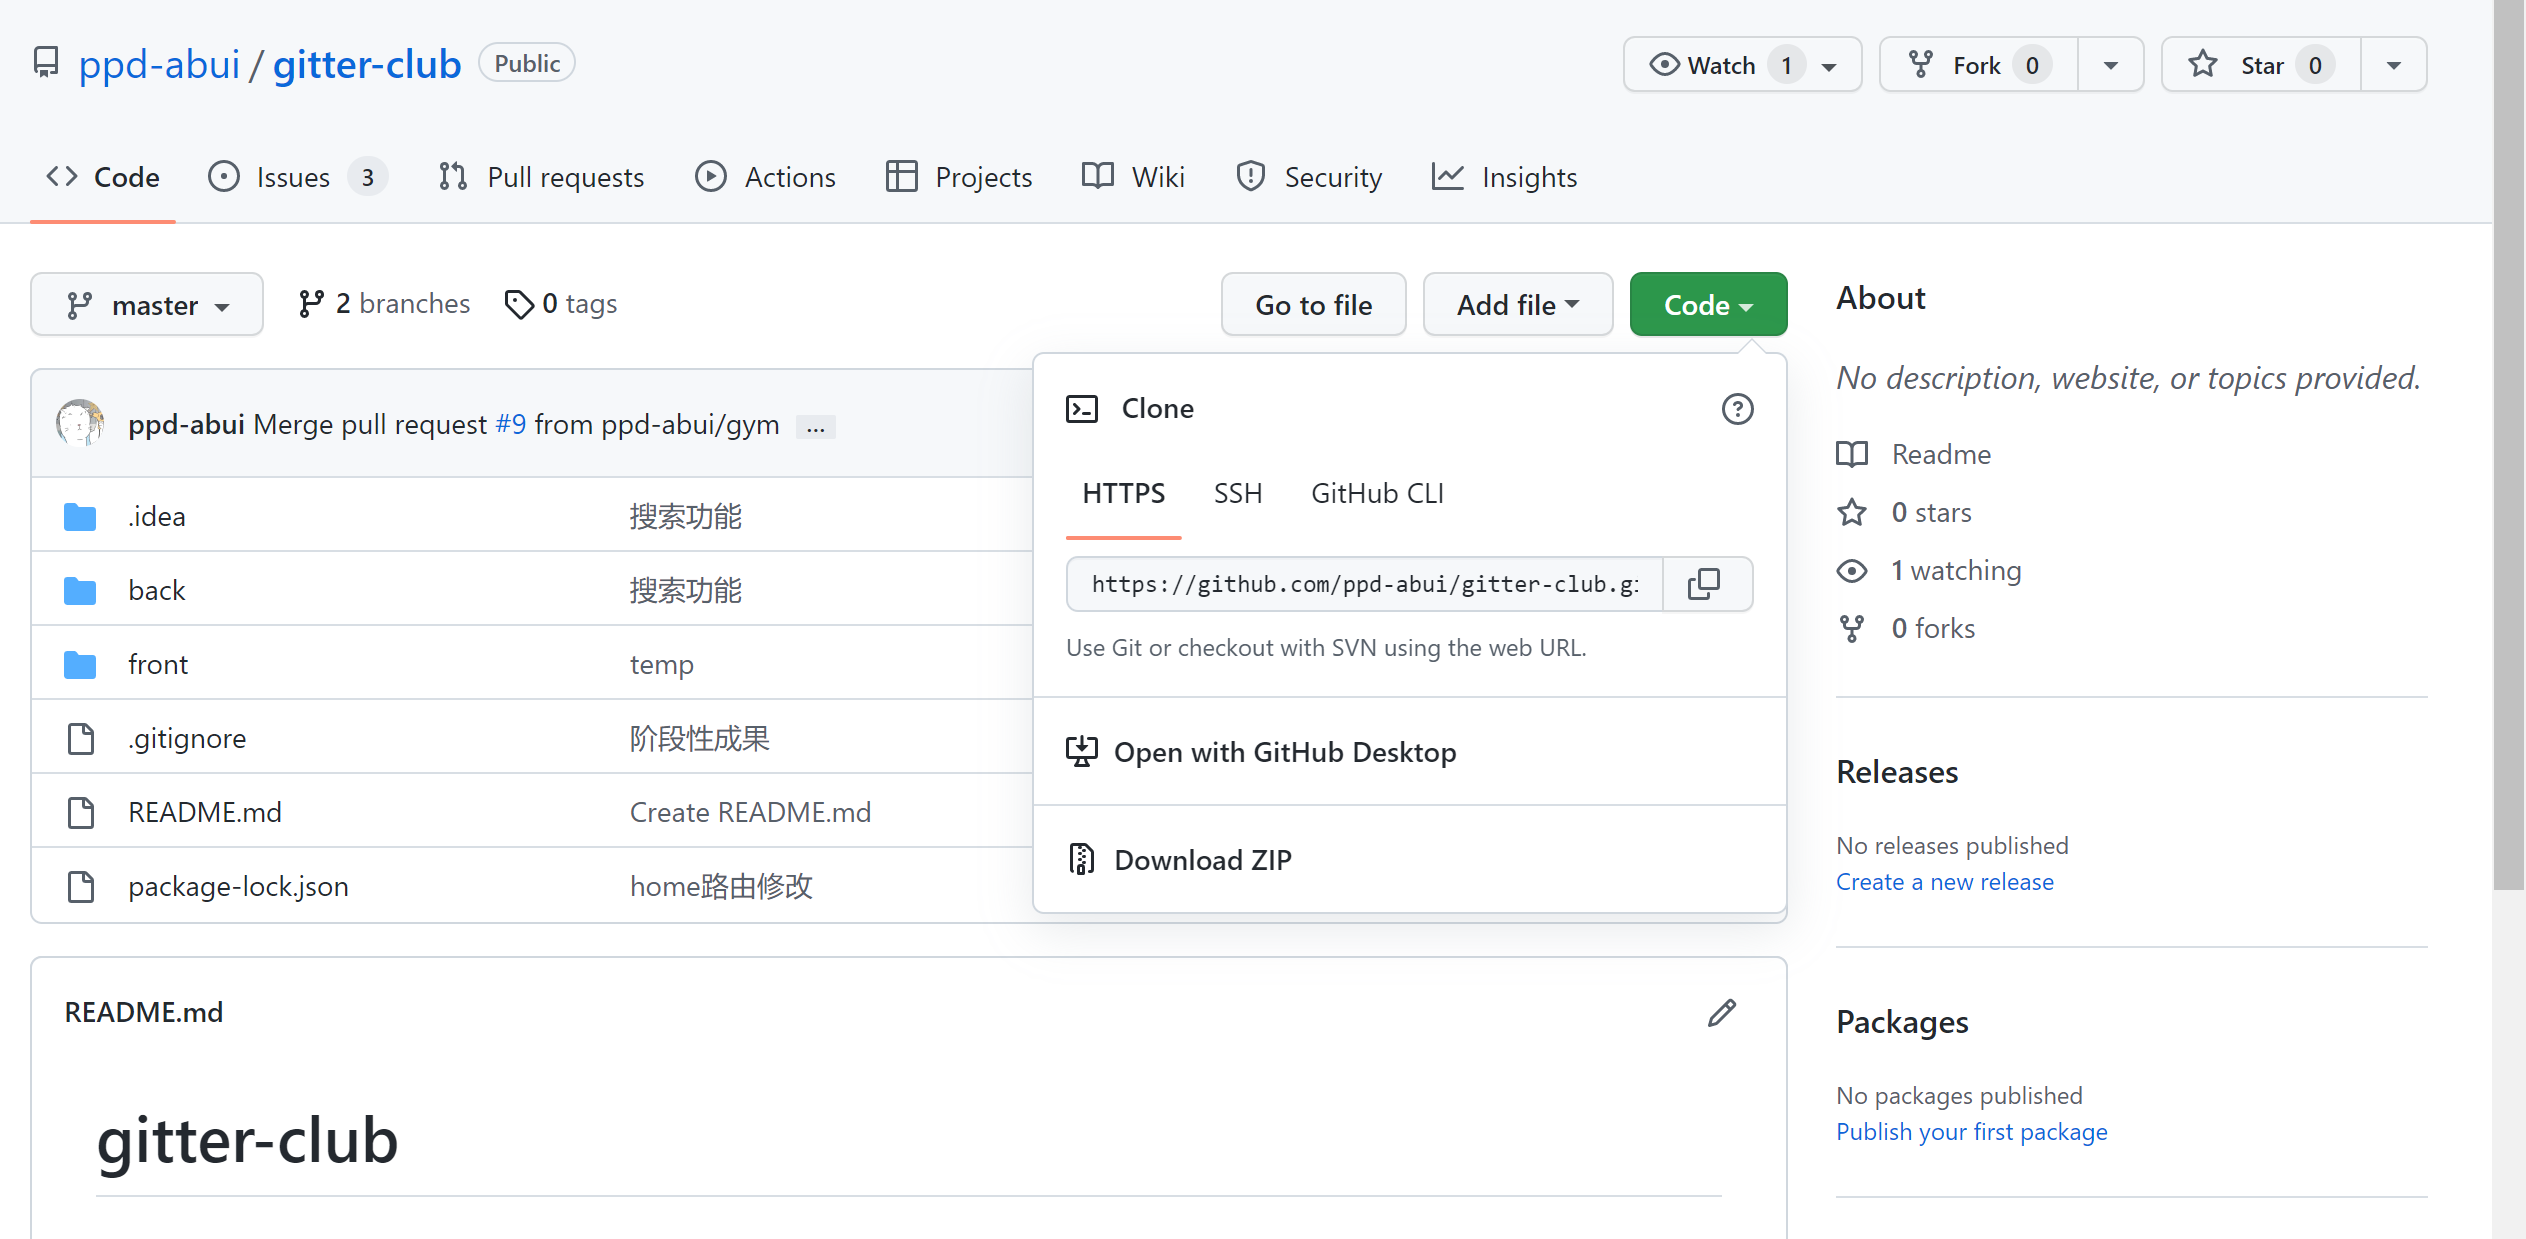 ppd-abui / gitter-club Public
Watch 1 Fork 0 Star 0
Code Issues 3 Pull requests Actions Projects Wiki Security Insights
master 2 branches 0 tags
Go to file Add file Code
ppd-abui Merge pull request #9 from ppd-abui/gym ...
.idea 搜索功能
back 搜索功能
front temp
.gitignore 阶段性成果
README.md Create README.md
package-lock.json home路由修改
Clone
HTTPS SSH GitHub CLI
https://github.com/ppd-abui/gitter-club.gi
Use Git or checkout with SVN using the web URL.
Open with GitHub Desktop
Download ZIP
README.md
gitter-club
About
No description, website, or topics provided.
Readme
0 stars
1 watching
0 forks
Releases
No releases published
Create a new release
Packages
No packages published
Publish your first package